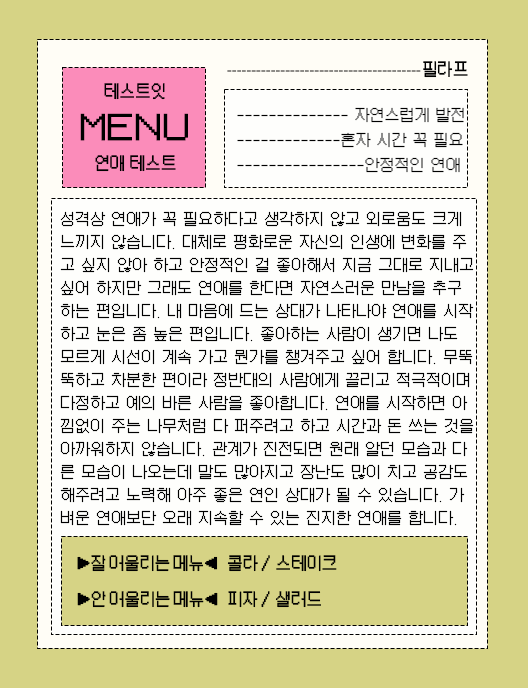 테스트잇
MENU
연애 테스트
필라프
자연스럽게 발전
혼자 시간 꼭 필요
안정적인 연애
성격상 연애가 꼭 필요하다고 생각하지 않고 외로움도 크게
느끼지 않습니다. 대체로 평화로운 자신의 인생에 변화를 주
고 싶지 않아 하고 안정적인 걸 좋아해서 지금 그대로 지내고
싶어 하지만 그래도 연애를 한다면 자연스러운 만남을 추구
하는 편입니다. 내 마음에 드는 상대가 나타나야 연애를 시작
하고 눈은 좀 높은 편입니다. 좋아하는 사람이 생기면 나도
모르게 시선이 계속 가고 뭔가를 챙겨주고 싶어 합니다. 무뚝
뚝하고 차분한 편이라 정반대의 사람에게 끌리고 적극적이며
다정하고 예의 바른 사람을 좋아합니다. 연애를 시작하면 아
낌없이 주는 나무처럼 다 퍼주려고 하고 시간과 돈 쓰는 것을
아까워하지 않습니다. 관계가 진전되면 원래 알던 모습과 다
른 모습이 나오는데 말도 많아지고 장난도 많이 치고 공감도
해주려고 노력해 아주 좋은 연인 상대가 될 수 있습니다. 가
벼운 연애보단 오래 지속할 수 있는 진지한 연애를 합니다.
▶잘 어울리는 메뉴◀ 콜라 / 스테이크
▶안 어울리는 메뉴◀ 피자 / 샐러드